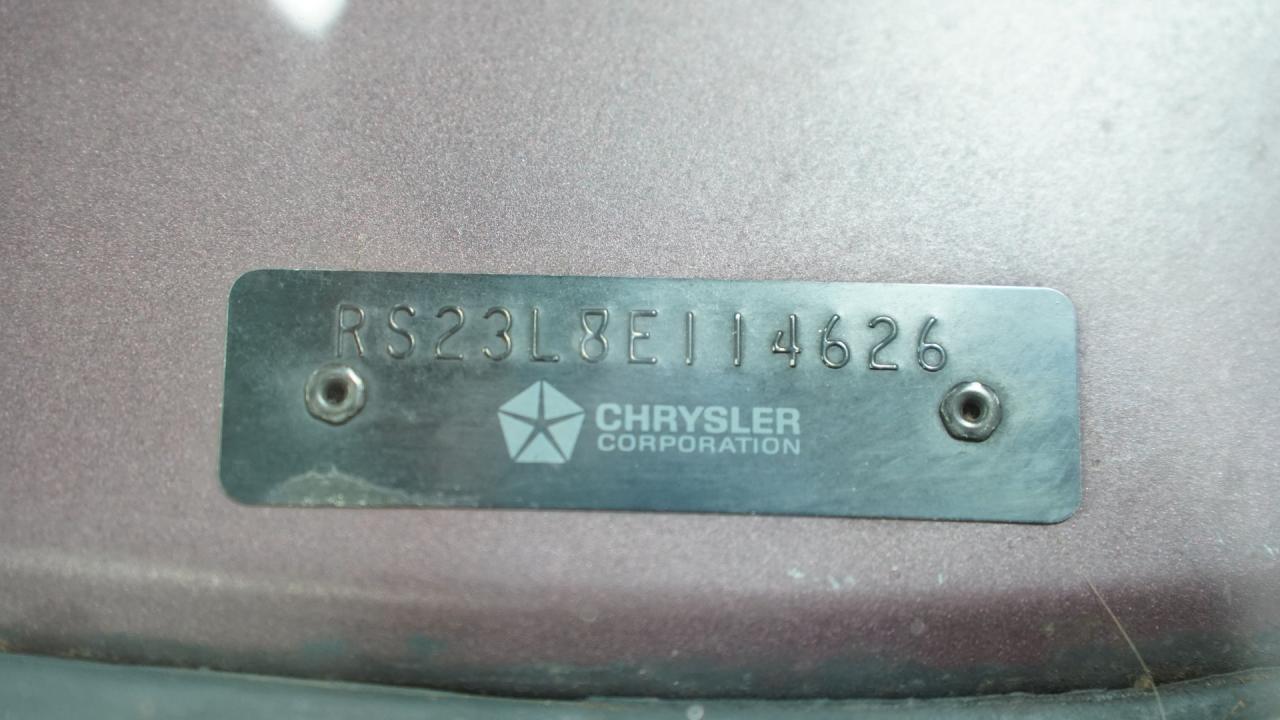 RS23L8E114626
CHRYSLER
CORPORATION